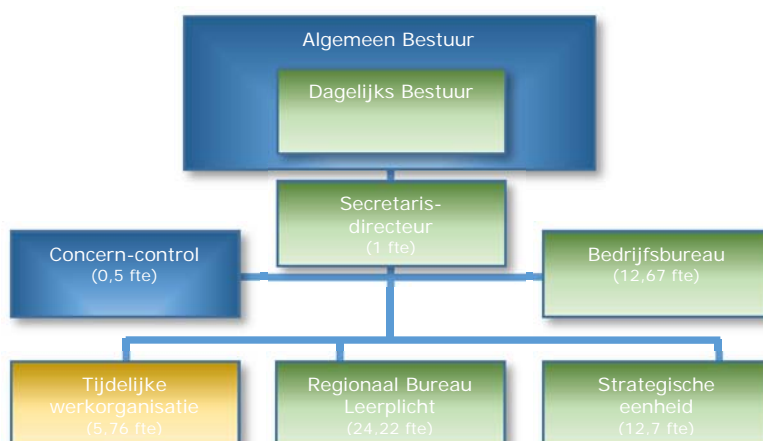 Algemeen Bestuur
Dagelijks Bestuur
Secretaris-
directeur
(1 fte)
Concern-control
(0,5 fte)
Bedrijfsbureau
(12,67 fte)
Tijdelijke
werkorganisatie
(5,76 fte)
Regionaal Bureau
Leerplicht
(24,22 fte)
Strategische
eenheid
(12,7 fte)